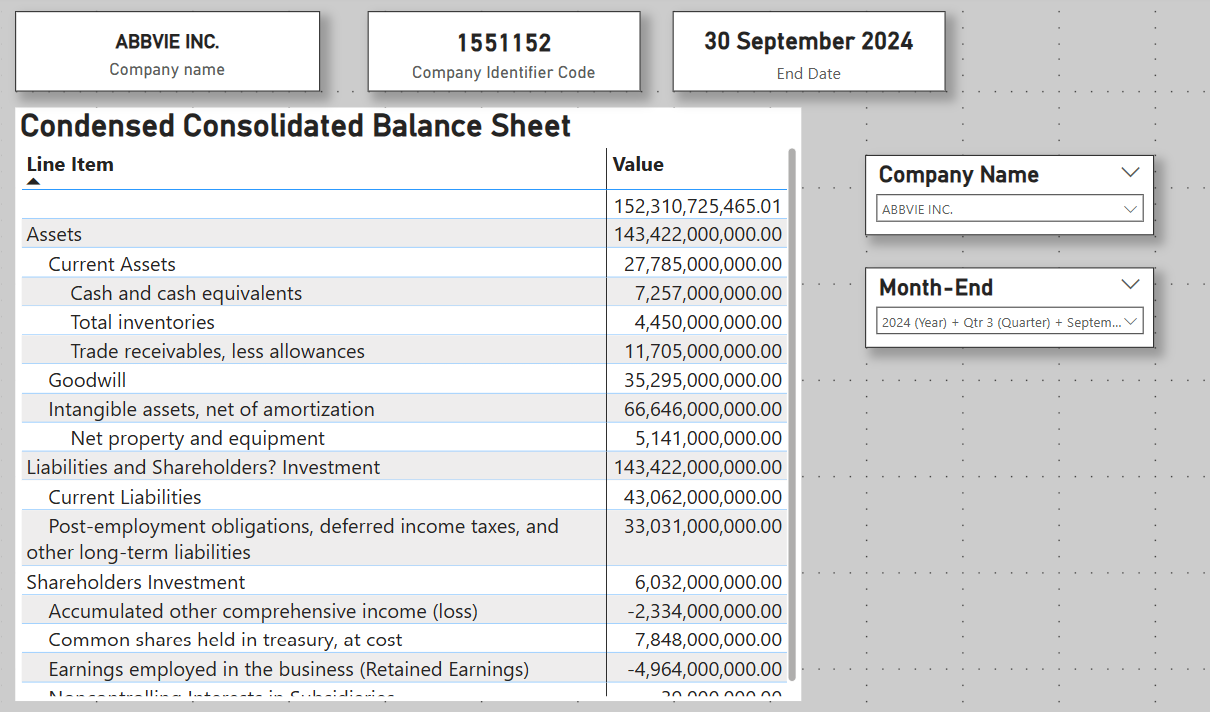 ABBVIE INC.
Company name
1551152
Company Identifier Code
30 September 2024
End Date
Condensed Consolidated Balance Sheet
Line Item Value
152,310,725,465.01
Assets 143,422,000,000.00
Current Assets 27,785,000,000.00
Cash and cash equivalents 7,257,000,000.00
Total inventories 4,450,000,000.00
Trade receivables, less allowances 11,705,000,000.00
Goodwill 35,295,000,000.00
Intangible assets, net of amortization 66,646,000,000.00
Net property and equipment 5,141,000,000.00
Liabilities and Shareholders? Investment 143,422,000,000.00
Current Liabilities 43,062,000,000.00
Post-employment obligations, deferred income taxes, and 33,031,000,000.00
other long-term liabilities
Shareholders Investment 6,032,000,000.00
Accumulated other comprehensive income (loss) -2,334,000,000.00
Common shares held in treasury, at cost 7,848,000,000.00
Earnings employed in the business (Retained Earnings) -4,964,000,000.00
Noncontrolling Interests in Subsidieries
Company Name
ABBVIE INC.
Month-End
2024 (Year) + Qtr 3 (Quarter) + Septem...